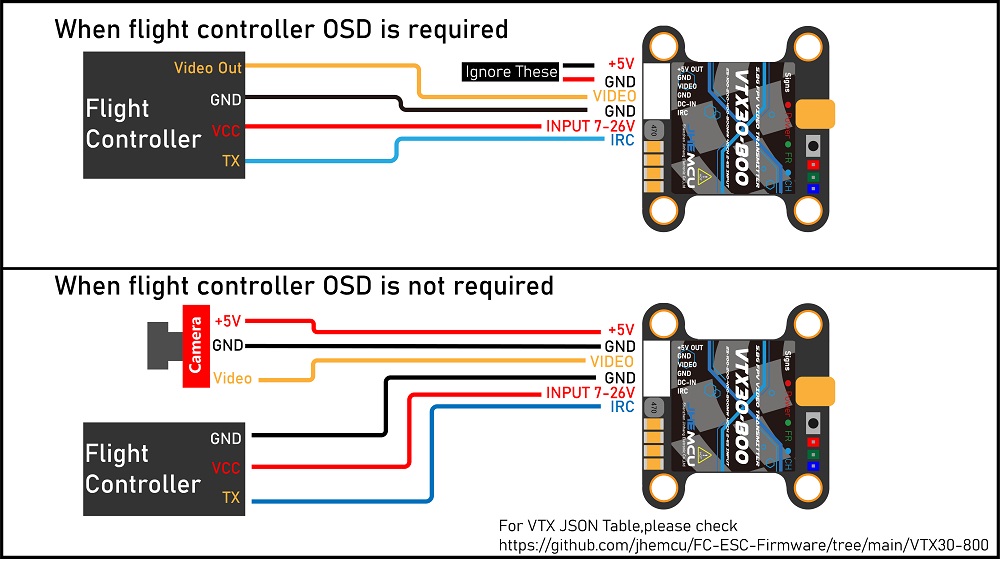 When flight controller OSD is required
Video Out
GND
VCC
TX
Flight
Controller
Ignore These
+5V
GND
VIDEO
GND
INPUT 7-26V
IRC
+5V OUT
GND
VIDEO
GND
DC-IN
IRC
470
JHEMCU
VTX30-800
5.8G FPV VIDEO TRANSMITTER
Signs
Power
FR
CH
When flight controller OSD is not required
Camera
+5V
GND
Video
Flight
Controller
GND
VCC
TX
+5V
GND
VIDEO
GND
INPUT 7-26V
IRC
+5V OUT
GND
VIDEO
GND
DC-IN
IRC
470
JHEMCU
VTX30-800
5.8G FPV VIDEO TRANSMITTER
Signs
Power
FR
CH
For VTX JSON Table,please check
https://github.com/jhemcu/FC-ESC-Firmware/tree/main/VTX30-800